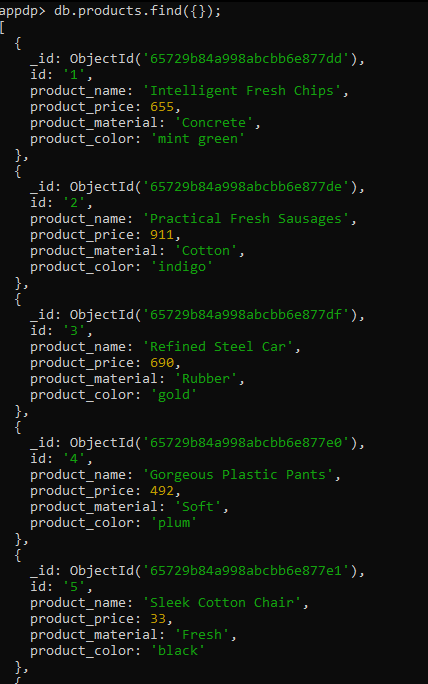 appdp> db.products.find({});
[
  {
    _id: ObjectId('65729b84a998abcbb6e877dd'),
    id: '1',
    product_name: 'Intelligent Fresh Chips',
    product_price: 655,
    product_material: 'Concrete',
    product_color: 'mint green'
  },
  {
    _id: ObjectId('65729b84a998abcbb6e877de'),
    id: '2',
    product_name: 'Practical Fresh Sausages',
    product_price: 911,
    product_material: 'Cotton',
    product_color: 'indigo'
  },
  {
    _id: ObjectId('65729b84a998abcbb6e877df'),
    id: '3',
    product_name: 'Refined Steel Car',
    product_price: 690,
    product_material: 'Rubber',
    product_color: 'gold'
  },
  {
    _id: ObjectId('65729b84a998abcbb6e877e0'),
    id: '4',
    product_name: 'Gorgeous Plastic Pants',
    product_price: 492,
    product_material: 'Soft',
    product_color: 'plum'
  },
  {
    _id: ObjectId('65729b84a998abcbb6e877e1'),
    id: '5',
    product_name: 'Sleek Cotton Chair',
    product_price: 33,
    product_material: 'Fresh',
    product_color: 'black'
  },
  {